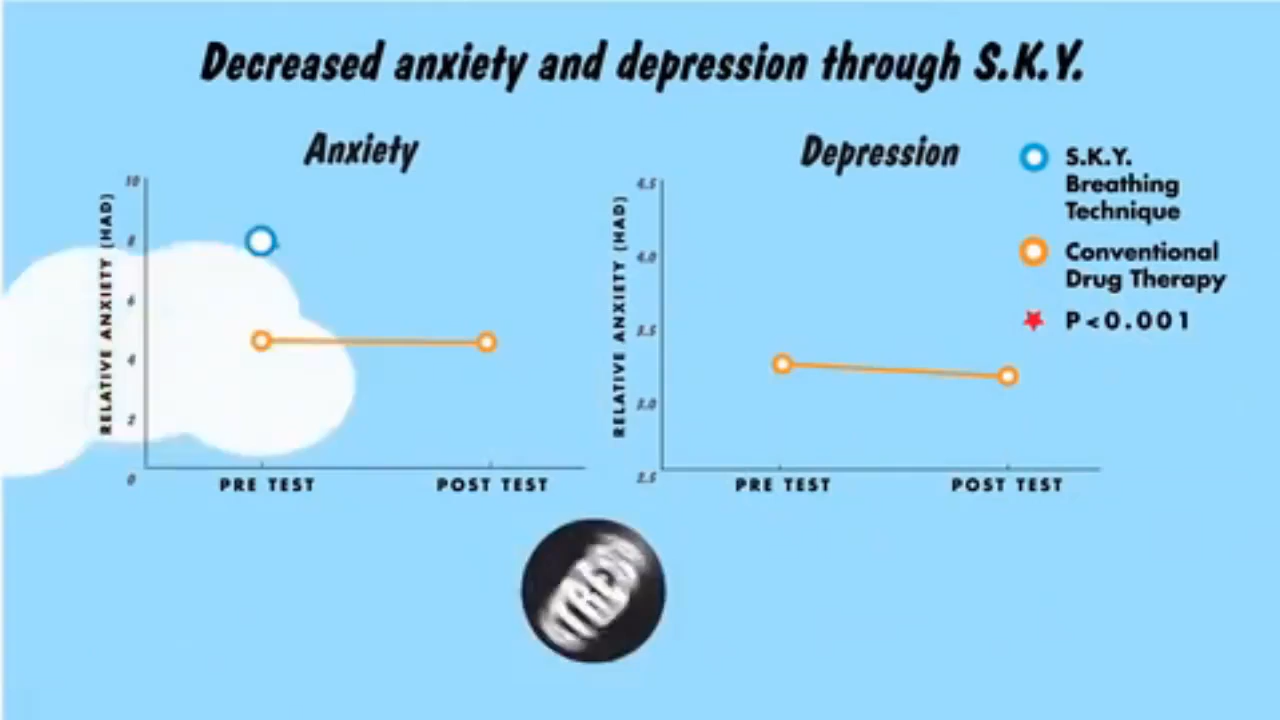 Decreased anxiety and depression through S.K.Y.
Anxiety
RELATIVE ANXIETY (HAD)
10
8
6
4
2
0
PRE TEST
POST TEST
Depression
RELATIVE ANXIETY (HAD)
4.5
4.0
3.5
3.0
2.5
PRE TEST
POST TEST
S.K.Y.
Breathing
Technique
Conventional
Drug Therapy
P<0.001